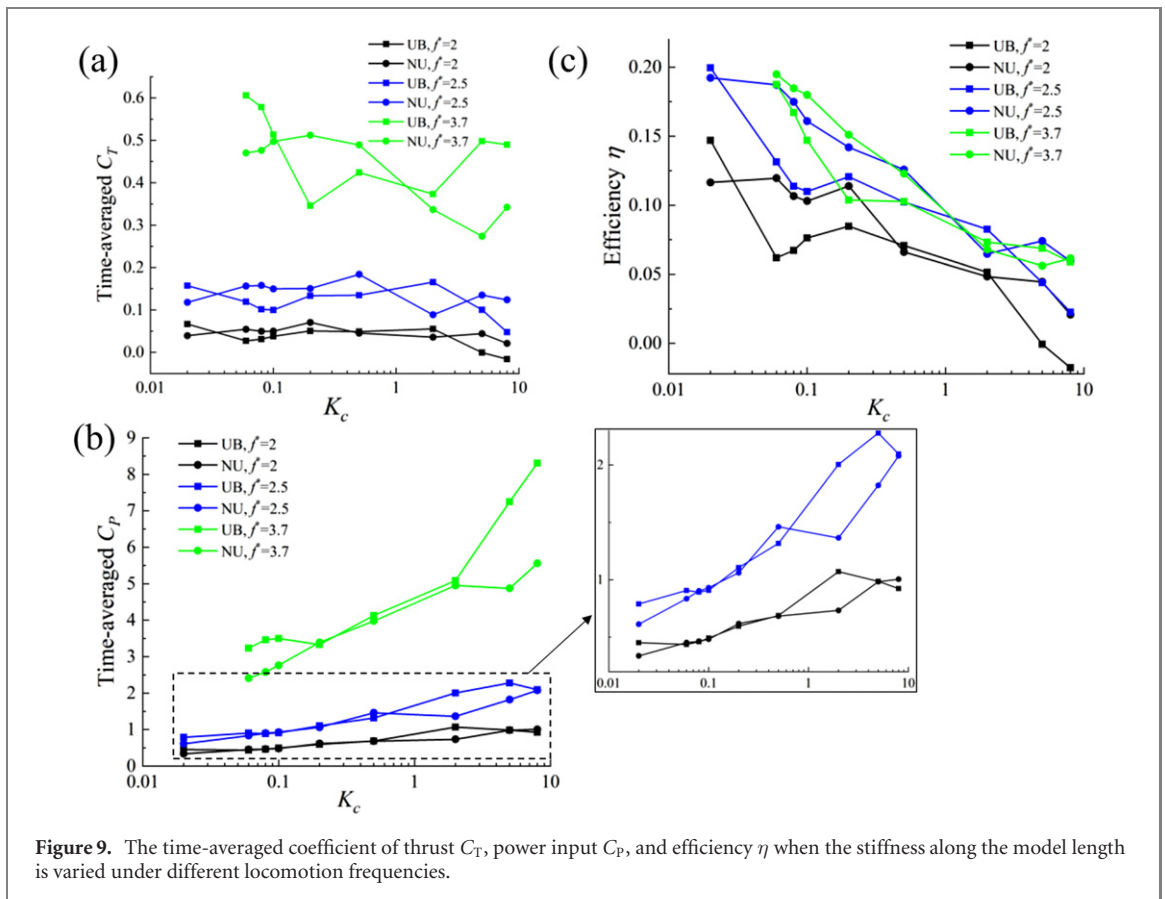 (a)
UB, f*=2
NU, f*=2
UB, f*=2.5
NU, f*=2.5
UB, f*=3.7
NU, f*=3.7
Time-averaged C_T
0.6
0.5
0.4
0.3
0.2
0.1
0.0
0.01
0.1
1
10
K_c
(c)
UB, f*=2
NU, f*=2
UB, f*=2.5
NU, f*=2.5
UB, f*=3.7
NU, f*=3.7
Efficiency η
0.20
0.15
0.10
0.05
0.00
0.01
0.1
1
10
K_c
(b)
UB, f*=2
NU, f*=2
UB, f*=2.5
NU, f*=2.5
UB, f*=3.7
NU, f*=3.7
Time-averaged C_P
9
8
7
6
5
4
3
2
1
0
0.01
0.1
1
10
K_c
2
1
0.01
0.1
1
10
Figure 9. The time-averaged coefficient of thrust C_T, power input C_P, and efficiency η when the stiffness along the model length
is varied under different locomotion frequencies.